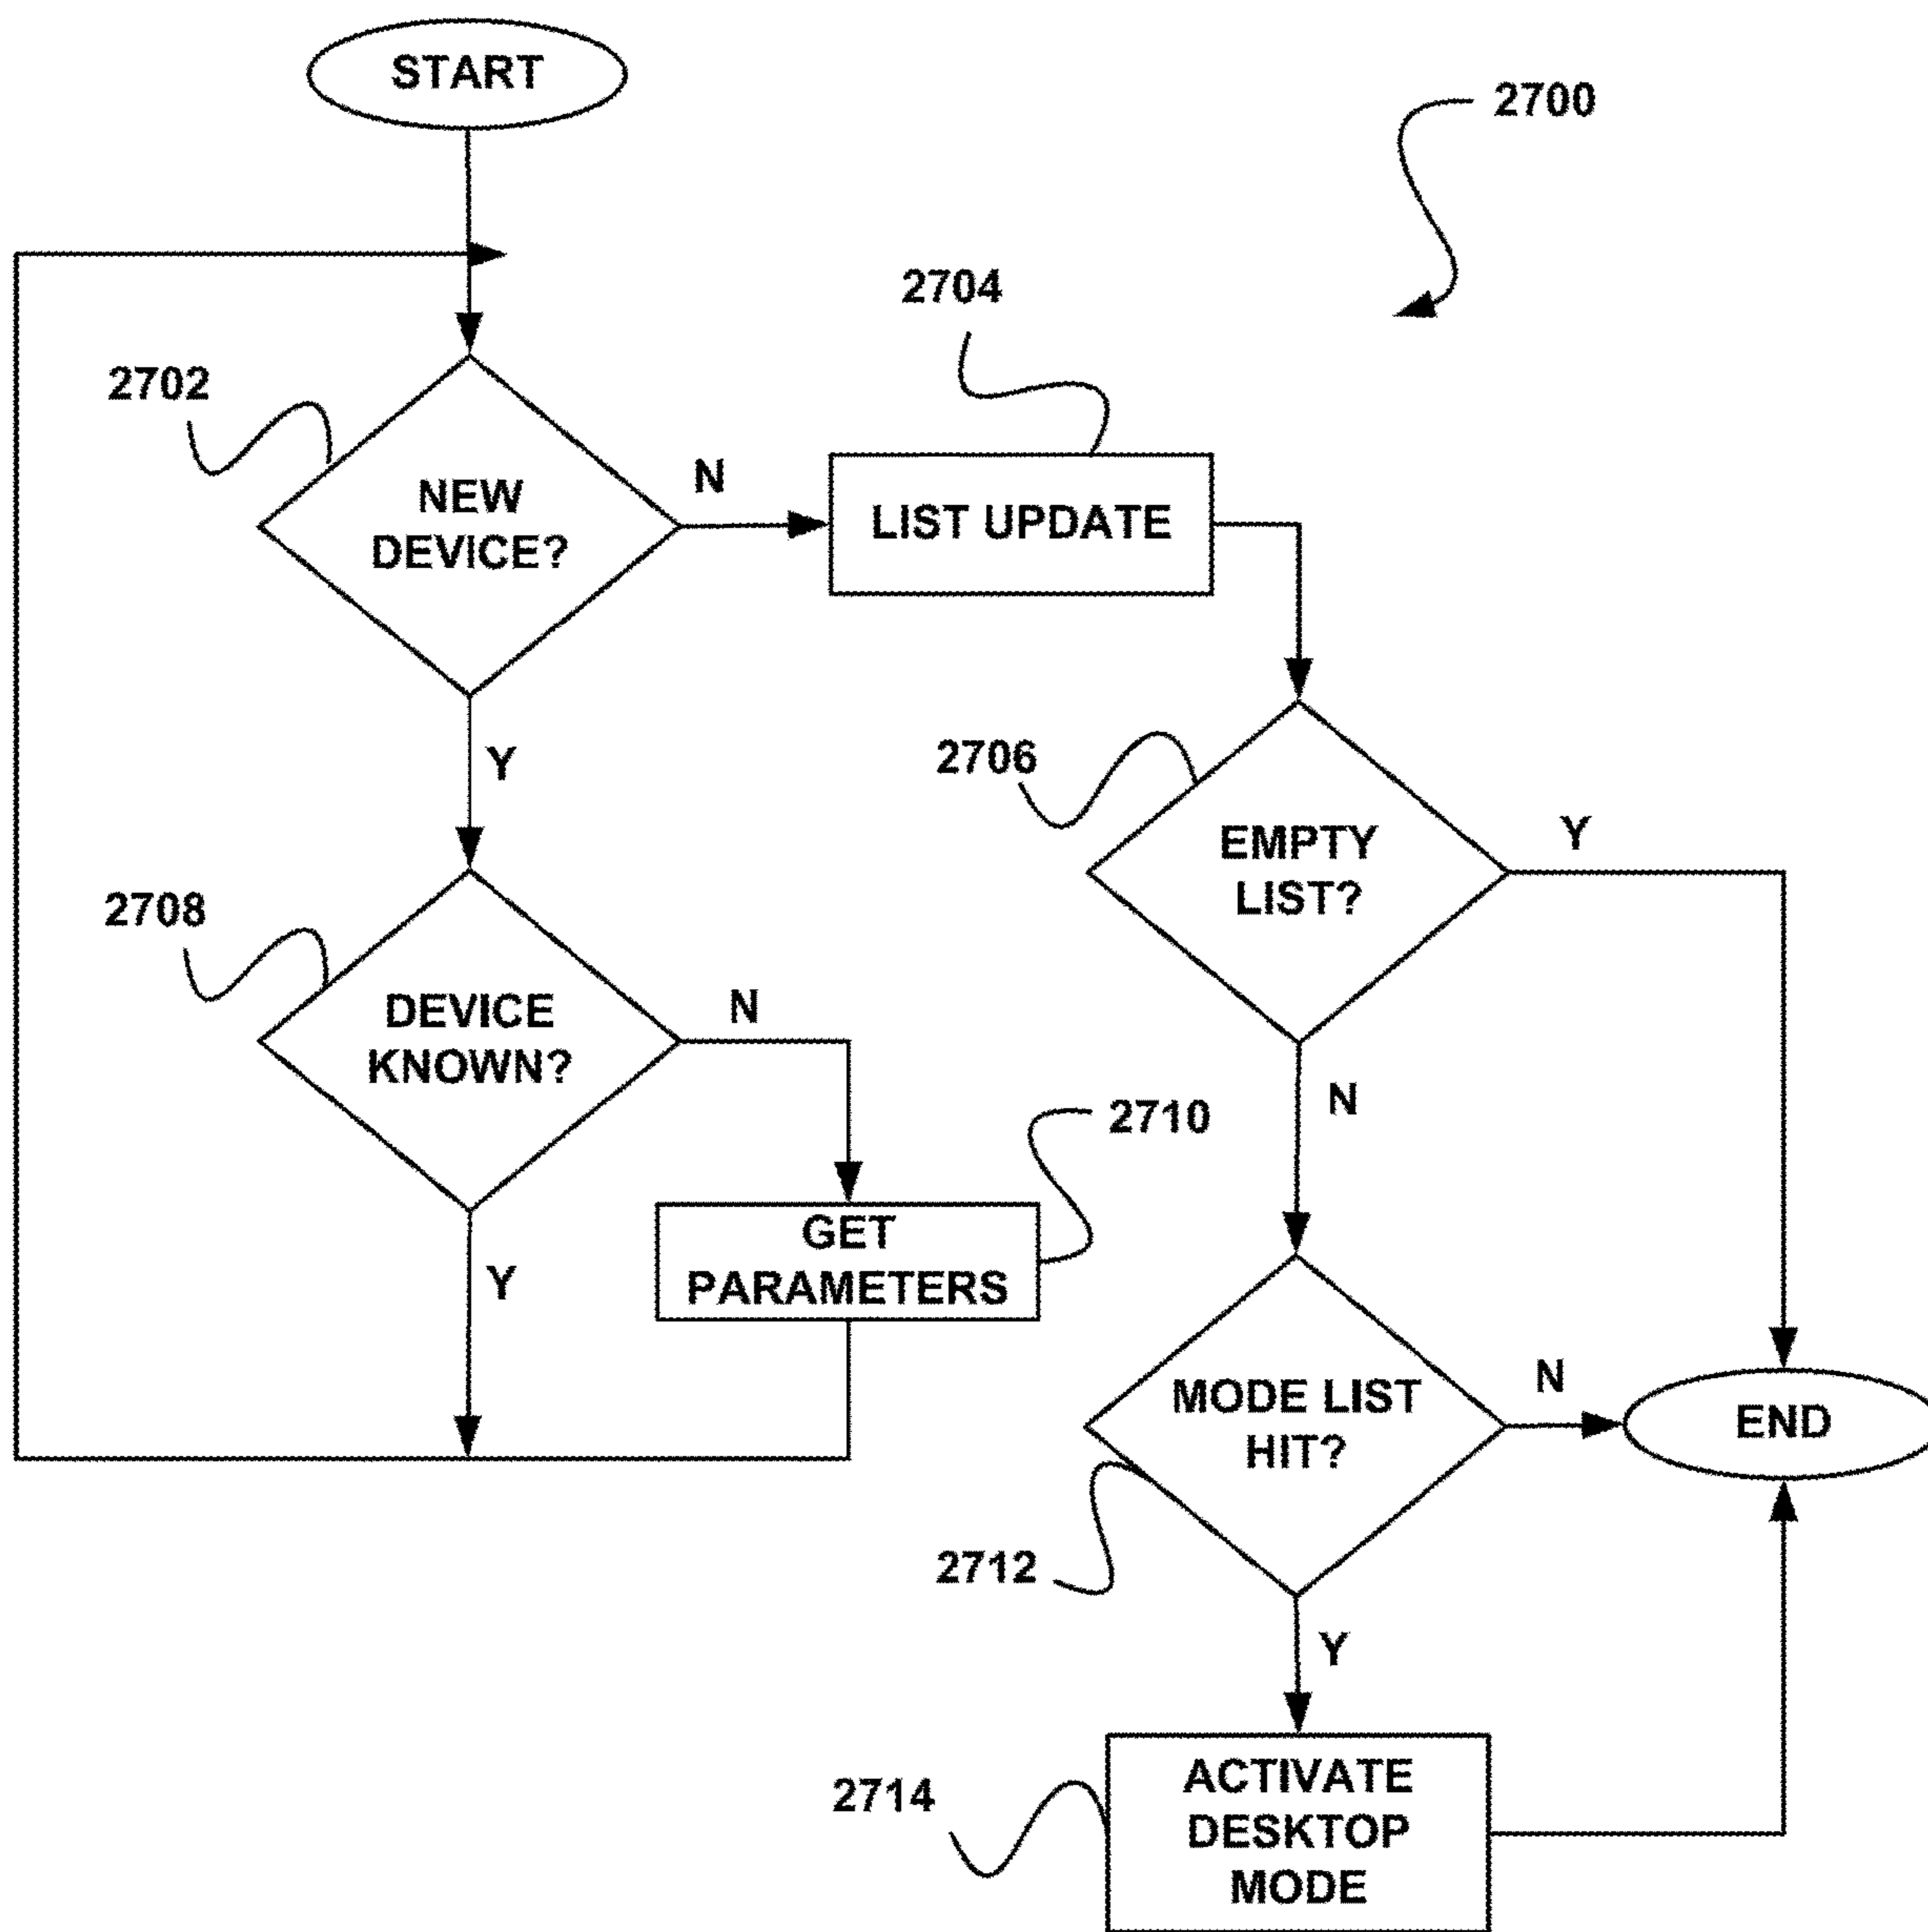 START
2700
2704
2702
N
NEW
DEVICE?
LIST UPDATE
Y
2706
EMPTY
LIST?
Y
2708
DEVICE
KNOWN?
N
N
2710
GET
PARAMETERS
Y
MODE LIST
HIT?
N
END
2712
Y
2714
ACTIVATE
DESKTOP
MODE